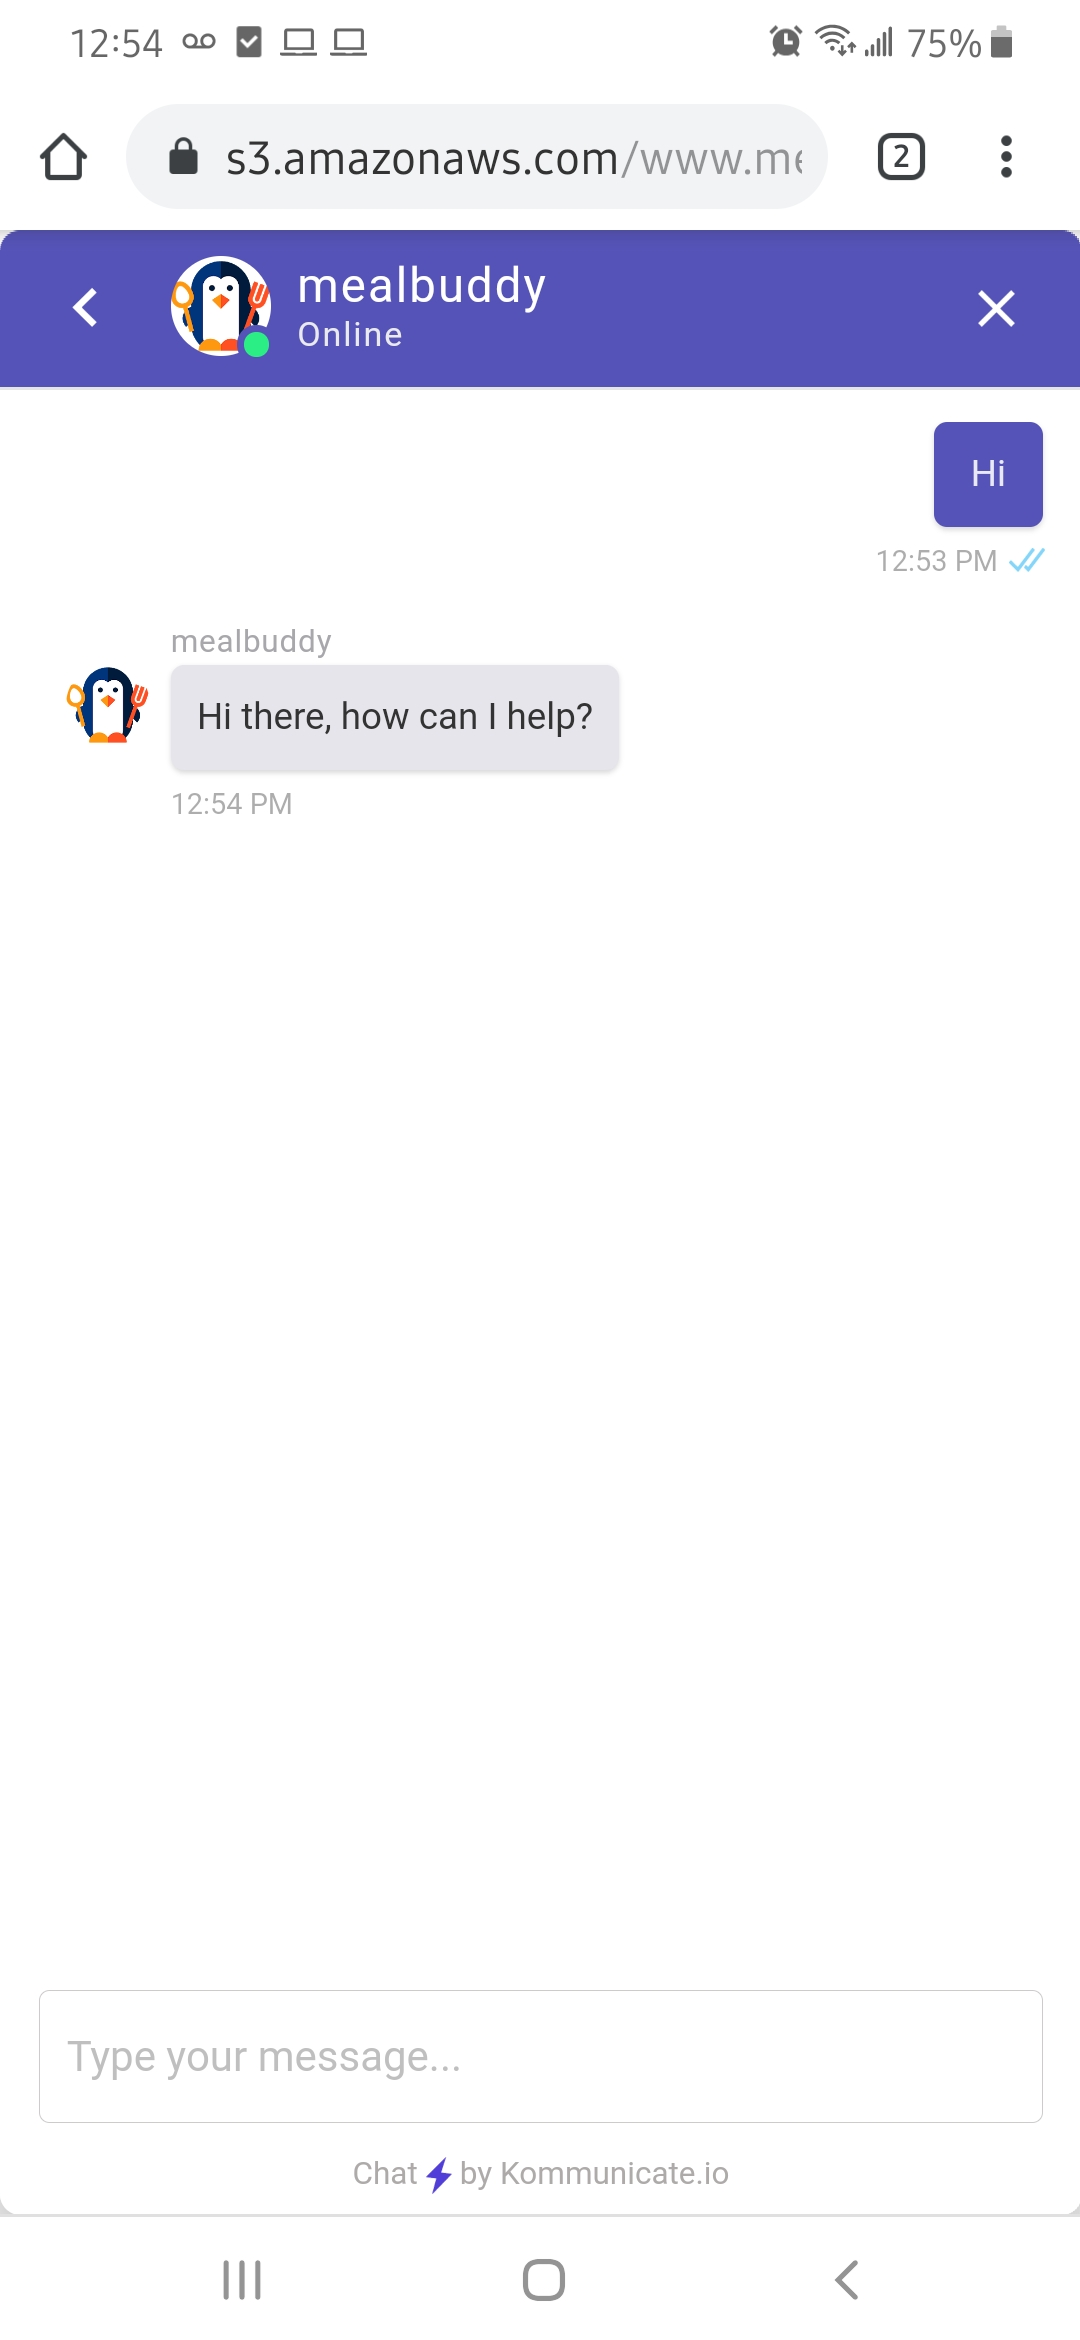 12:54
75%
s3.amazonaws.com/www.me
2
mealbuddy
Online
Hi
12:53 PM
mealbuddy
Hi there, how can I help?
12:54 PM
Type your message...
Chat by Kommunicate.io